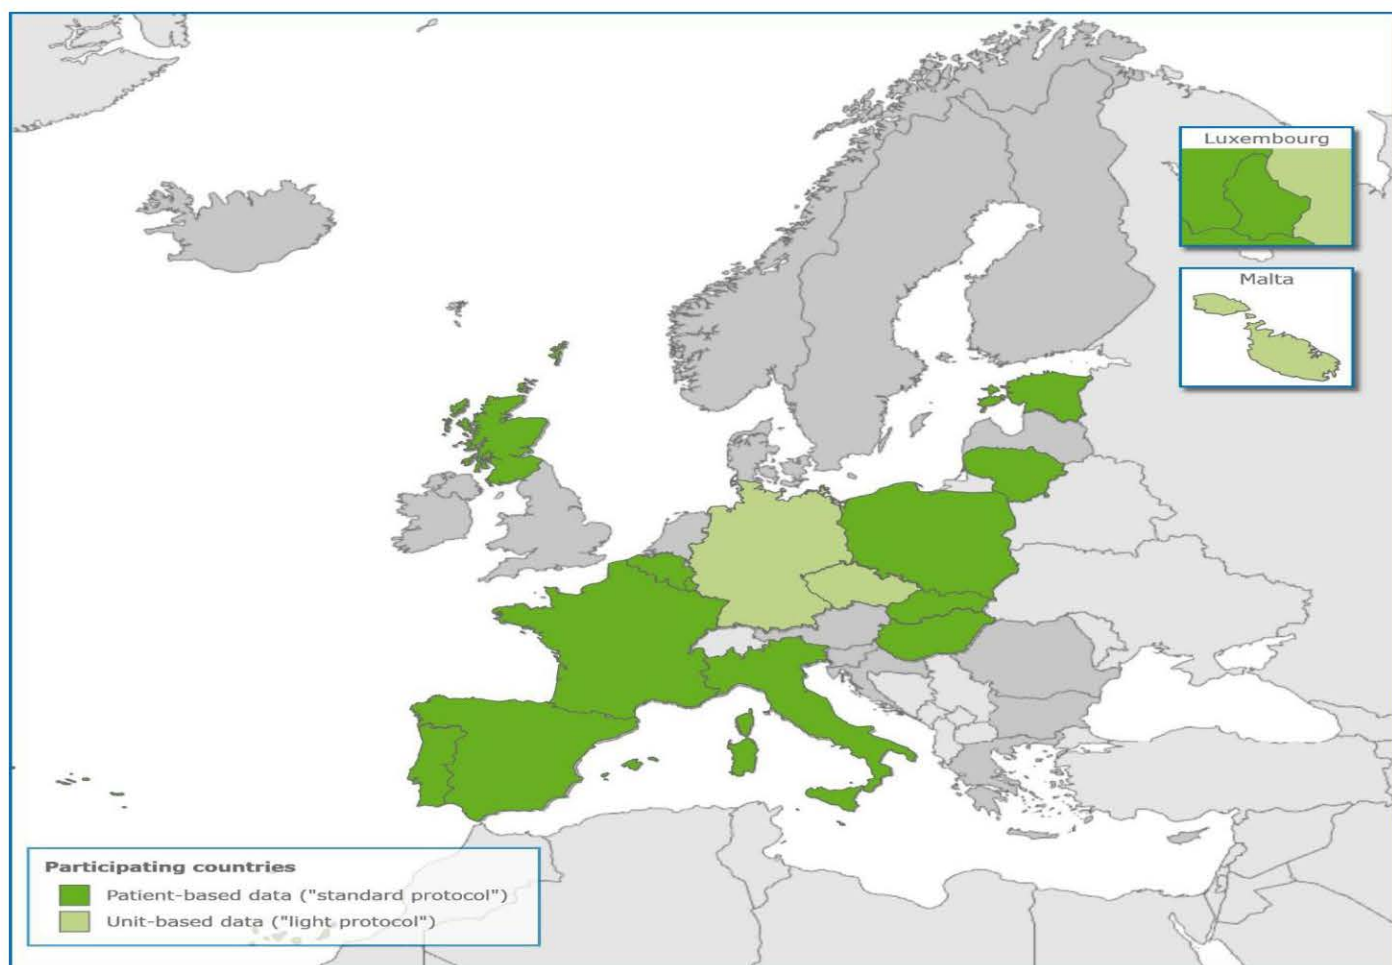 Luxembourg
Malta
Participating countries
Patient-based data ("standard protocol")
Unit-based data ("light protocol")